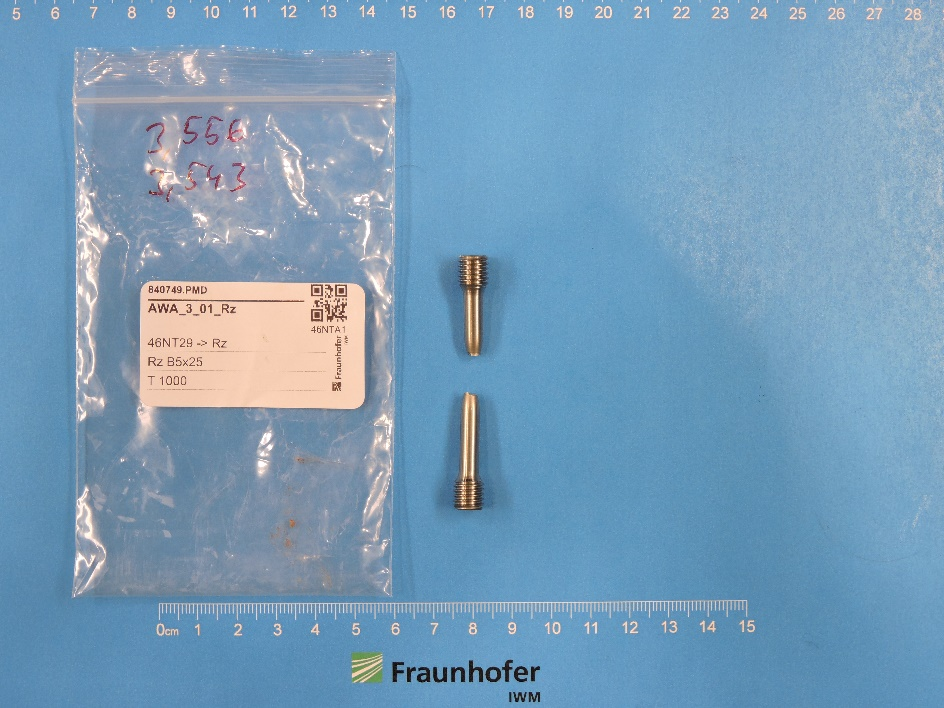 5 6 7 8 9 10 11 12 13 14 15 16 17 18 19 20 21 22 23 24 25 26 27 28
3 556
3,543
840749.PMD
AWA_3_01_Rz
46NTA1
46NT29 -> Rz
Rz B5x25
T 1000
Fraunhofer
IWM
0cm 1 2 3 4 5 6 7 8 9 10 11 12 13 14 15
Fraunhofer
IWM